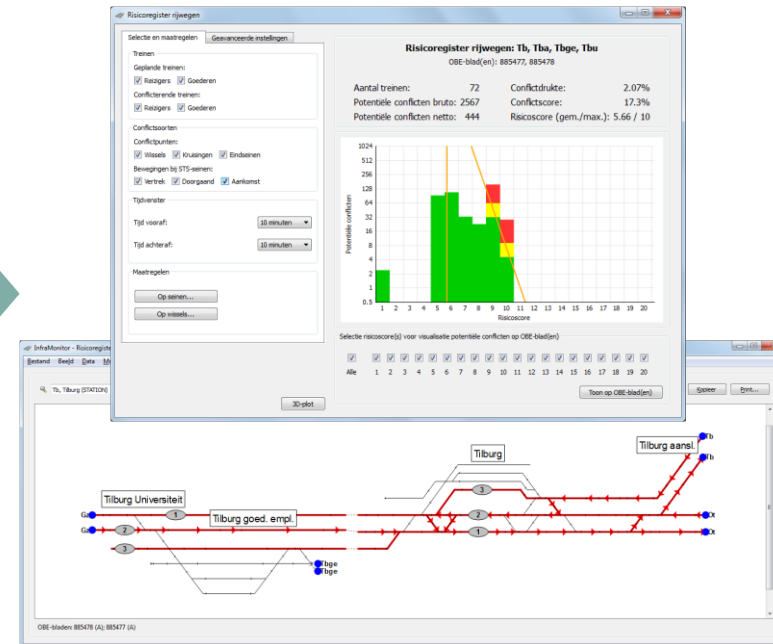 Risicoregister rijwegen
Selectie en maatregelen Geavanceerde instellingen
Treinen
Geplande treinen:
Reizigers Goederen
Conflicterende treinen:
Reizigers Goederen
Conflictsoorten
Conflictpunten:
Wissels Kruisingen Eindseinen
Bewegingen bij STS-seinen:
Vertrek Doorgaand Aankomst
Tijdvenster
Tijd vooraf: 10 minuten
Tijd achteraf: 10 minuten
Maatregelen
Op seinen...
Op wissels...
3D-plot
Risicoregister rijwegen: Tb, Tba, Tbge, Tbu
OBE-blad(en): 885477, 885478
Aantal treinen: 72 Conflictdrukte: 2.07%
Potentiële conflicten bruto: 2567 Conflictscore: 17.3%
Potentiële conflicten netto: 444 Risicoscore (gem./max.): 5.66 / 10
Potentiële conflicten
1024
512
256
128
64
32
16
8
4
2
1
0.5
1 2 3 4 5 6 7 8 9 10 11 12 13 14 15 16 17 18 19 20
Risicoscore
Selectie risicoscore(s) voor visualisatie potentiële conflicten op OBE-blad(en)
Alle 1 2 3 4 5 6 7 8 9 10 11 12 13 14 15 16 17 18 19 20
Toon op OBE-blad(en)
InfraMonitor - Risicoregiste
Bestand Beeld Data
Tb, Tilburg (STATION)
Kopieer Print...
Tilburg Universiteit
Tilburg goed. empl.
Tilburg
Tilburg aansl.
Tb
Tb
3
Ga 1 2 Ot
Ga 2 1 Ot
3
Tbge
Tbge
OBE-bladen: 885478 (A); 885477 (A)